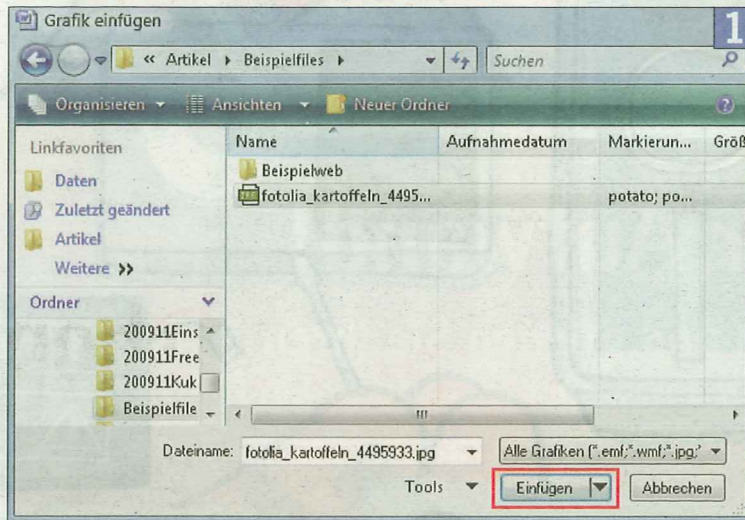 Grafik einfügen
1
« Artikel Beispielfiles Suchen
Organisieren Ansichten Neuer Ordner ?
Linkfavoriten
Daten
Zuletzt geändert
Artikel
Weitere >>
Ordner
200911Eins
200911Free
200911Kuk
Beispielfile
Name Aufnahmedatum Markierun... Größ
Beispielweb
fotolia_kartoffeln_4495... potato; po...
Dateiname: fotolia_kartoffeln_4495933.jpg Alle Grafiken (*.emf;*.wmf;*.jpg;*
Tools Einfügen Abbrechen